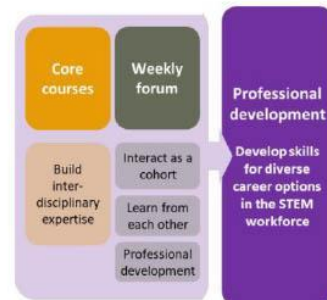 Core
courses
Build
inter-
disciplinary
expertise
Weekly
forum
Interact as a
cohort
Learn from
each other
Professional
development
Professional
development
Develop skills
for diverse
career options
in the STEM
workforce